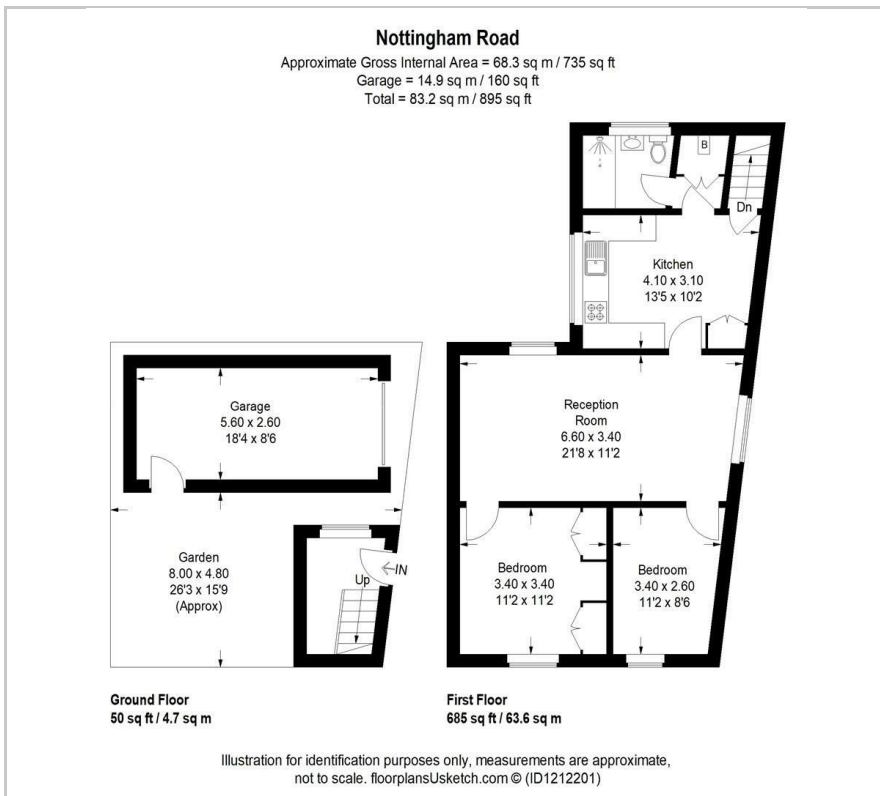 Nottingham Road
Approximate Gross Internal Area = 68.3 sq m / 735 sq ft
Garage = 14.9 sq m / 160 sq ft
Total = 83.2 sq m / 895 sq ft
B
Dn
Kitchen
4.10 x 3.10
13'5 x 10'2
Garage
5.60 x 2.60
18'4 x 8'6
Reception
Room
6.60 x 3.40
21'8 x 11'2
Garden
8.00 x 4.80
26'3 x 15'9
(Approx)
Up
IN
Bedroom
3.40 x 3.40
11'2 x 11'2
Bedroom
3.40 x 2.60
11'2 x 8'6
Ground Floor
50 sq ft / 4.7 sq m
First Floor
685 sq ft / 63.6 sq m
Illustration for identification purposes only, measurements are approximate,
not to scale. floorplansUsketch.com © (ID1212201)